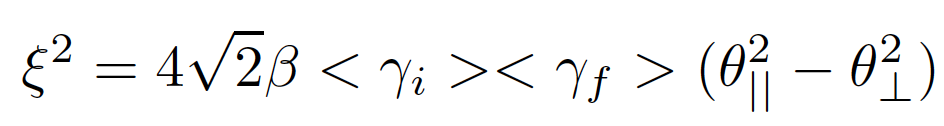 ξ² = 4√2β < γ_i >< γ_f > (θ²_|| − θ²_⊥)